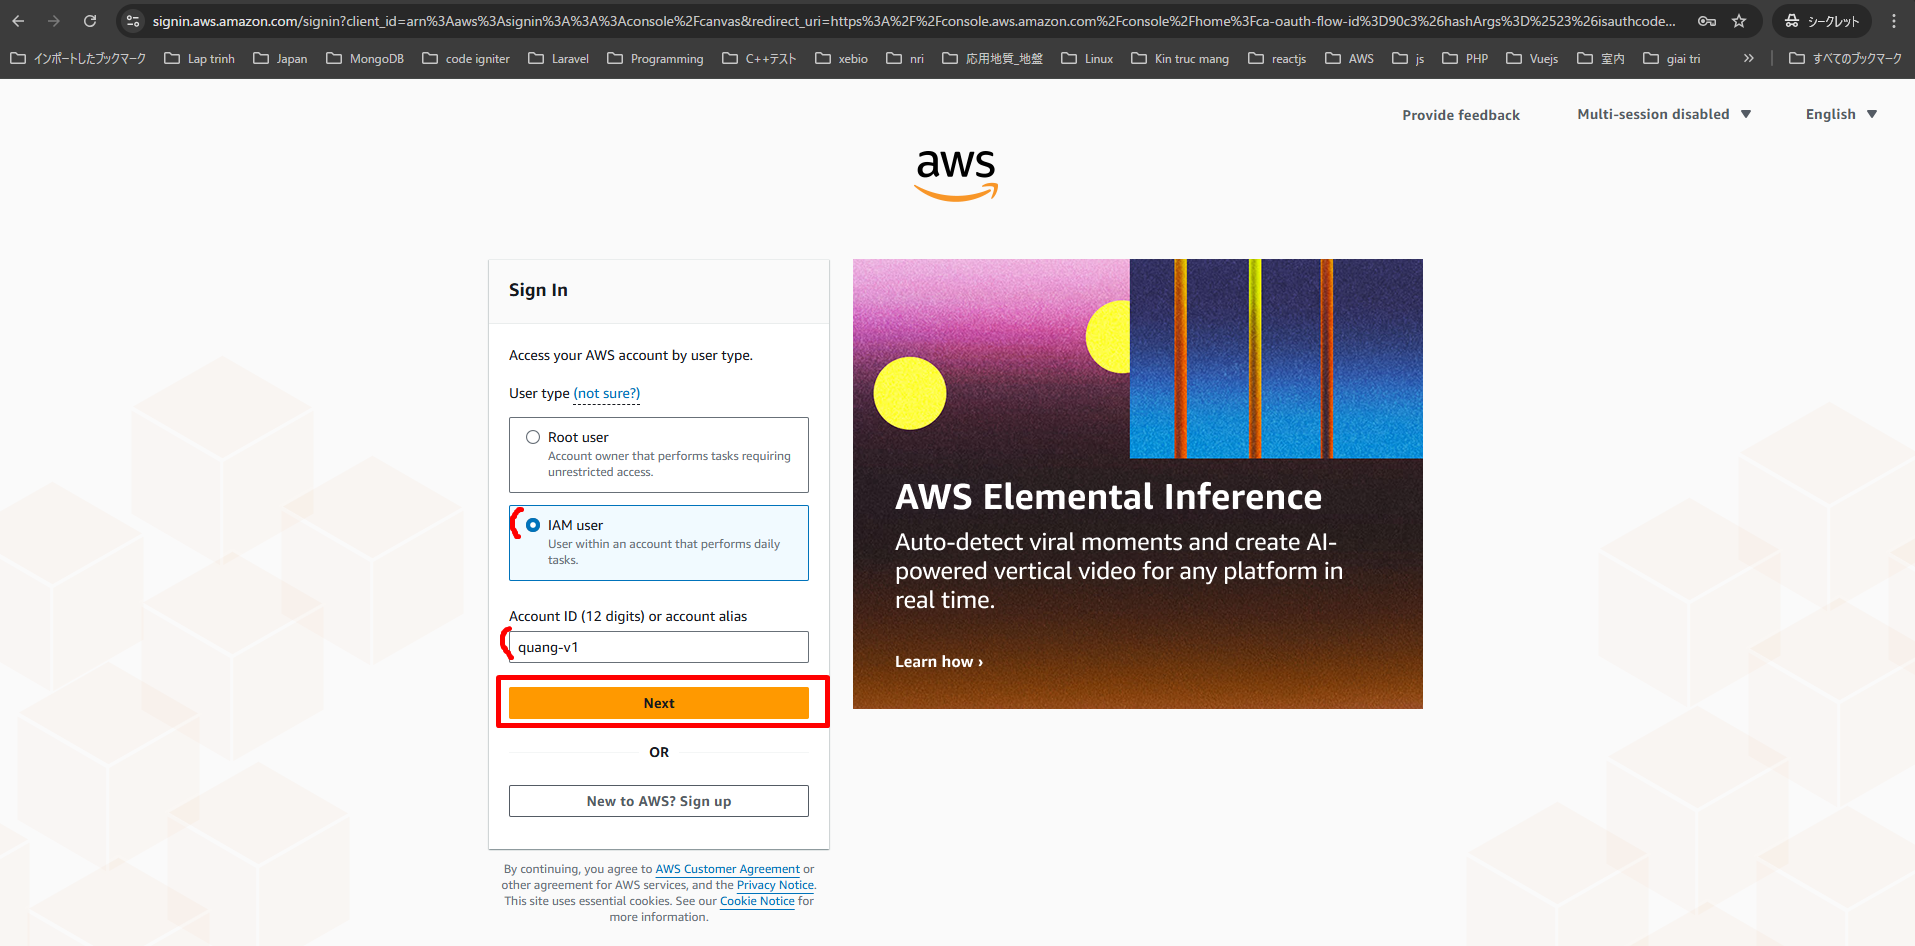 signin.aws.amazon.com/signin?client_id=arn%3Aaws%3Asignin%3A%3A%3Aconsole%2Fcanvas&redirect_uri=https%3A%2F%2Fconsole.aws.amazon.com%2Fconsole%2Fhome%3Fca-oauth-flow-id%3D90c3%26hashArgs%3D%2523%26isauthcode... シークレット
インポートしたブックマーク Lap trinh Japan MongoDB code igniter Laravel Programming C++テスト xebio nri 応用地質_地盤 Linux Kin truc mang reactjs AWS js PHP Vuejs 室内 giai tri » すべてのブックマーク
Provide feedback Multi-session disabled English
aws
Sign In
Access your AWS account by user type.
User type (not sure?)
Root user
Account owner that performs tasks requiring
unrestricted access.
IAM user
User within an account that performs daily
tasks.
Account ID (12 digits) or account alias
quang-v1
Next
OR
New to AWS? Sign up
By continuing, you agree to AWS Customer Agreement or
other agreement for AWS services, and the Privacy Notice.
This site uses essential cookies. See our Cookie Notice for
more information.
AWS Elemental Inference
Auto-detect viral moments and create AI-
powered vertical video for any platform in
real time.
Learn how ›